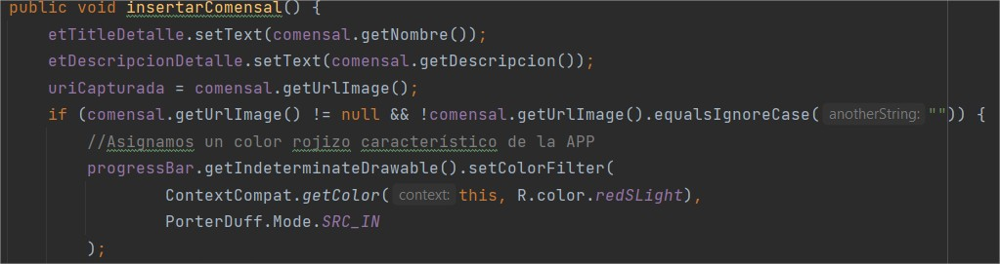 public void insertarComensal() {
etTitleDetalle.setText(comensal.getNombre());
etDescripcionDetalle.setText(comensal.getDescripcion());
uriCapturada = comensal.getUrlImage();
if (comensal.getUrlImage() != null && !comensal.getUrlImage().equalsIgnoreCase( anotherString: "")) {
//Asignamos un color rojizo característico de la APP
progressBar.getIndeterminateDrawable().setColorFilter(
ContextCompat.getColor( context: this, R.color.redSLight),
PorterDuff.Mode.SRC_IN
);